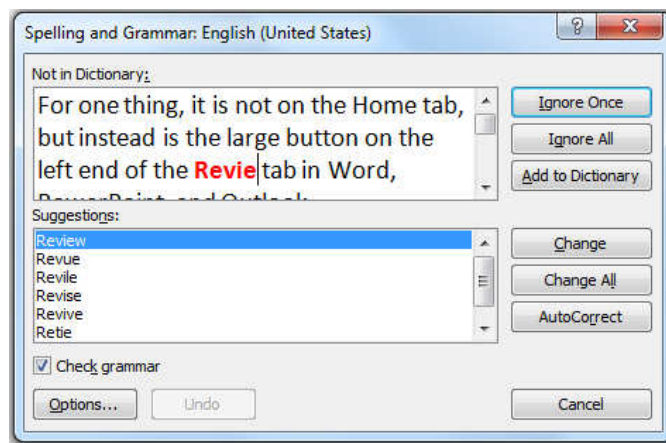 Spelling and Grammar: English (United States)
Not in Dictionary:
For one thing, it is not on the Home tab,
but instead is the large button on the
left end of the Revie tab in Word,
PowerPoint, and Outlook
Ignore Once
Ignore All
Add to Dictionary
Suggestions:
Review
Revue
Revile
Revise
Revive
Retie
Change
Change All
AutoCorrect
Check grammar
Options...
Undo
Cancel